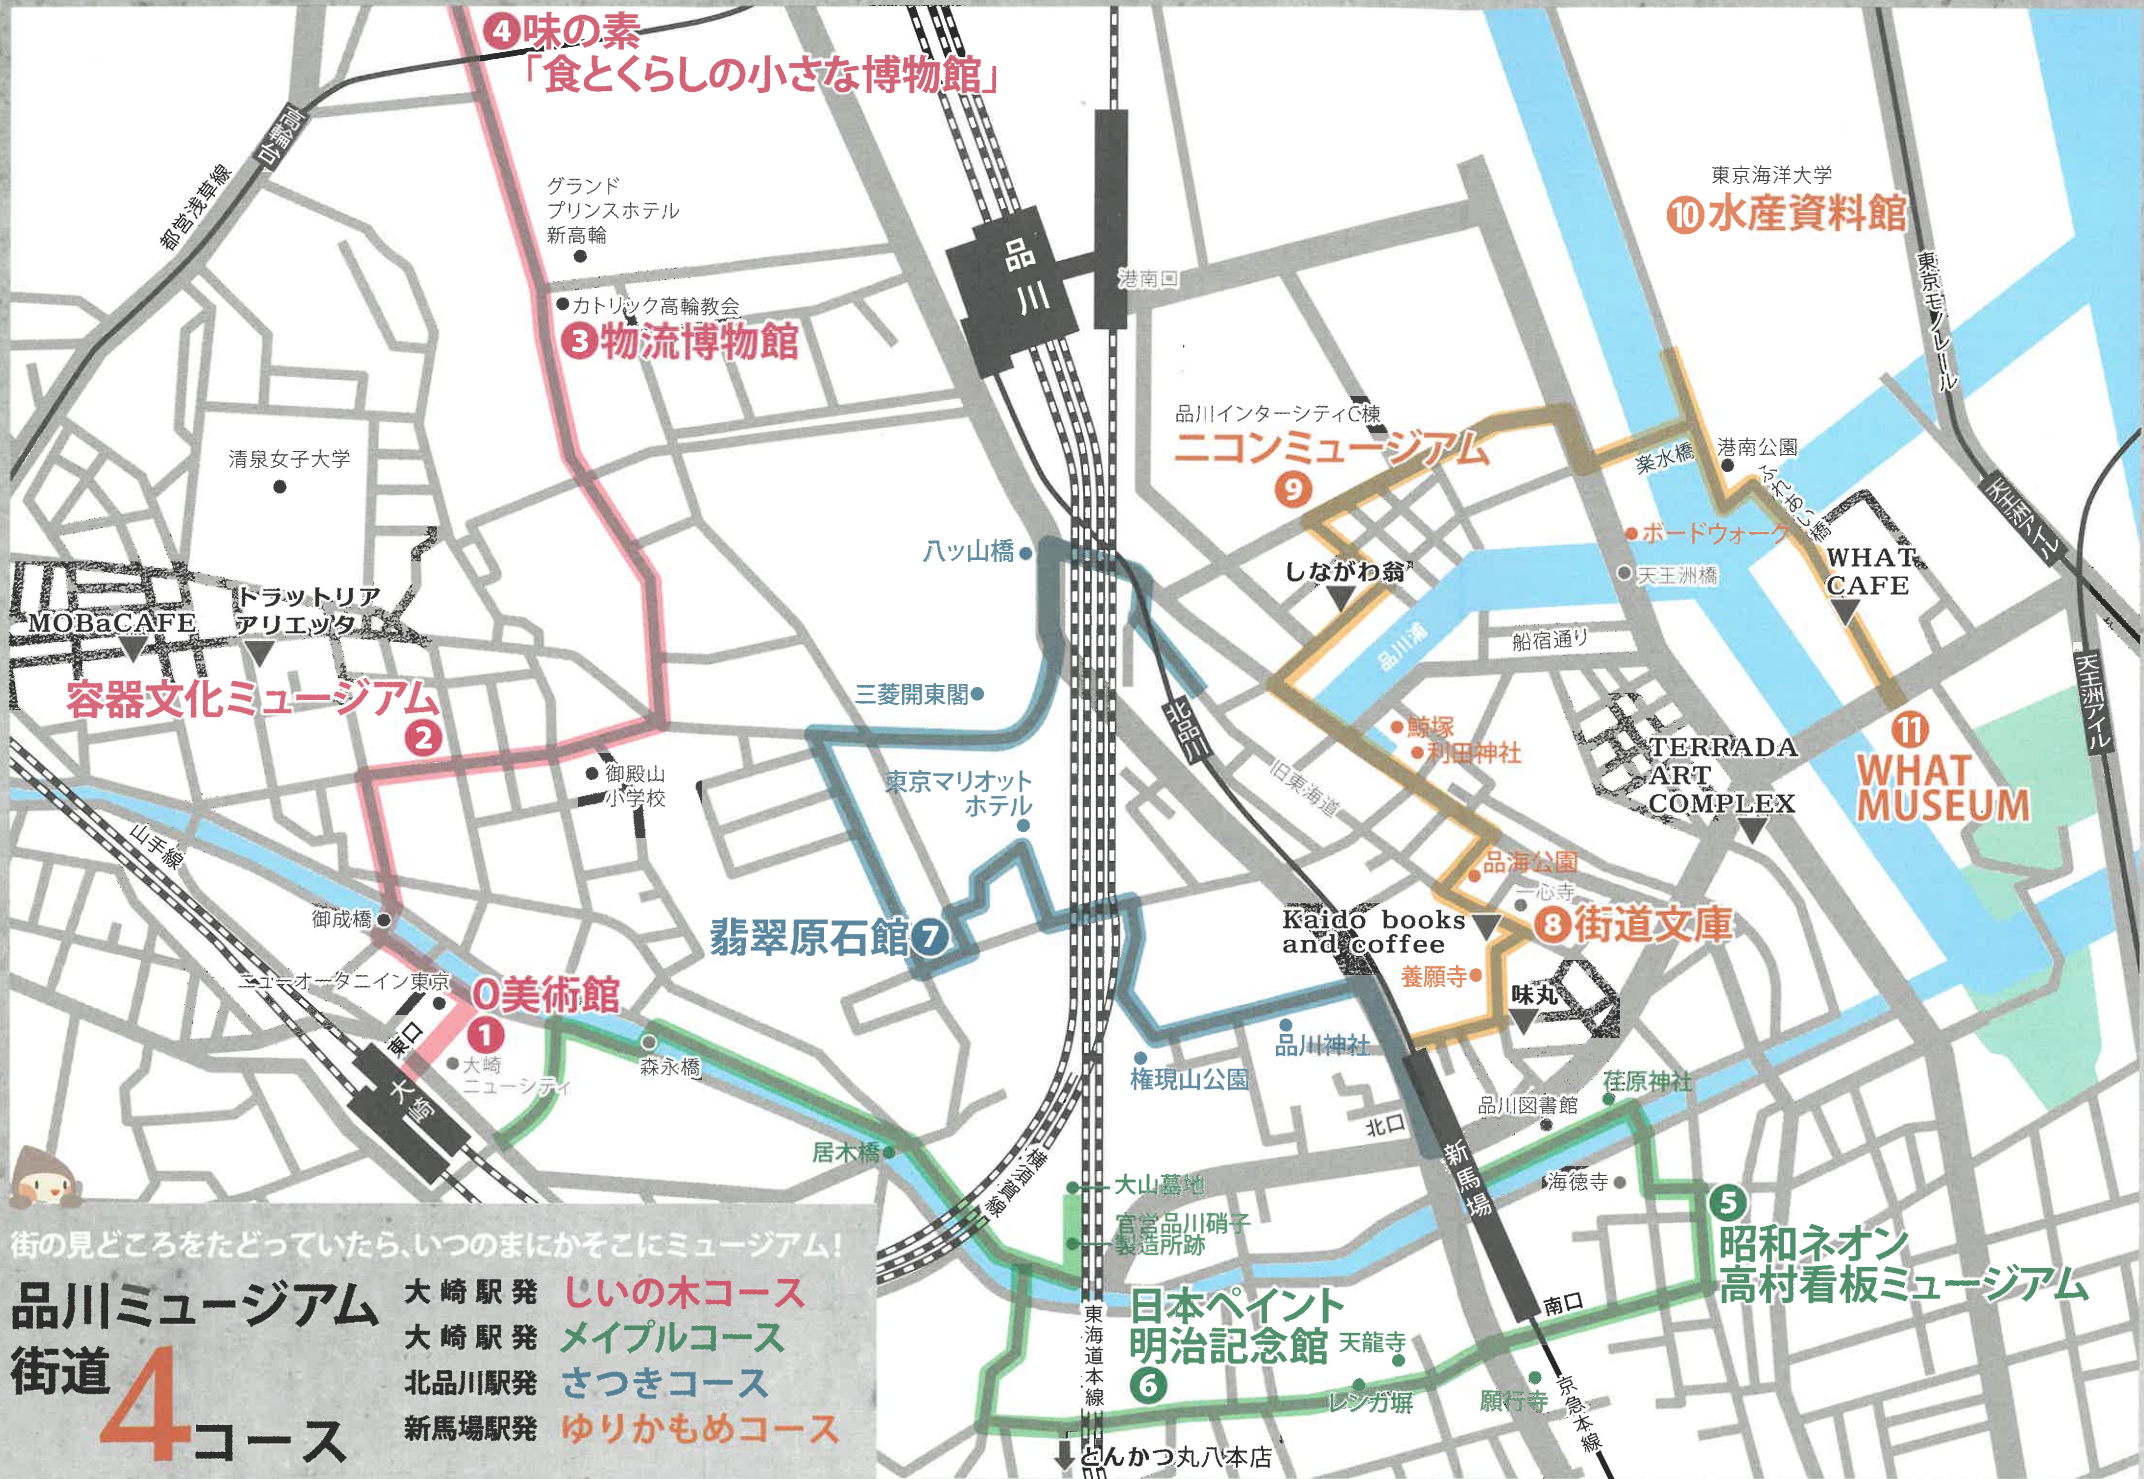 ④味の素
「食とくらしの小さな博物館」
高輪台
都営浅草線
グランド
プリンスホテル
新高輪
カトリック高輪教会
③物流博物館
品川
港南口
東京海洋大学
⑩水産資料館
東京モノレール
清泉女子大学
品川インターシティC棟
ニコンミュージアム
⑨
楽水橋
港南公園
ふれあい橋
天王洲アイル
ボードウォーク
天王洲橋
WHAT
CAFE
八ッ山橋
しながわ翁
品川浦
船宿通り
MOBaCAFE
トラットリア
アリエッタ
容器文化ミュージアム
②
三菱開東閣
北品川
鯨塚
利田神社
天王洲アイル
⑪
WHAT
MUSEUM
TERRADA
ART
COMPLEX
御殿山
小学校
東京マリオット
ホテル
旧東海道
山手線
品海公園
一心寺
御成橋
翡翠原石館⑦
Kaido books
and coffee
⑧街道文庫
養願寺
味丸
ニューオータニイン東京
O美術館
①
東口
大崎
大崎
ニューシティ
森永橋
品川神社
権現山公園
荏原神社
品川図書館
北口
新馬場
居木橋
横須賀線
大山墓地
官営品川硝子
製造所跡
海徳寺
⑤
昭和ネオン
高村看板ミュージアム
南口
日本ペイント
明治記念館
⑥
天龍寺
レンガ塀
願行寺
東海道本線
京急本線
とんかつ丸八本店
街の見どころをたどっていたら、いつのまにかそこにミュージアム!
品川ミュージアム
街道4コース
大崎駅発 しいの木コース
大崎駅発 メイプルコース
北品川駅発 さつきコース
新馬場駅発 ゆりかもめコース